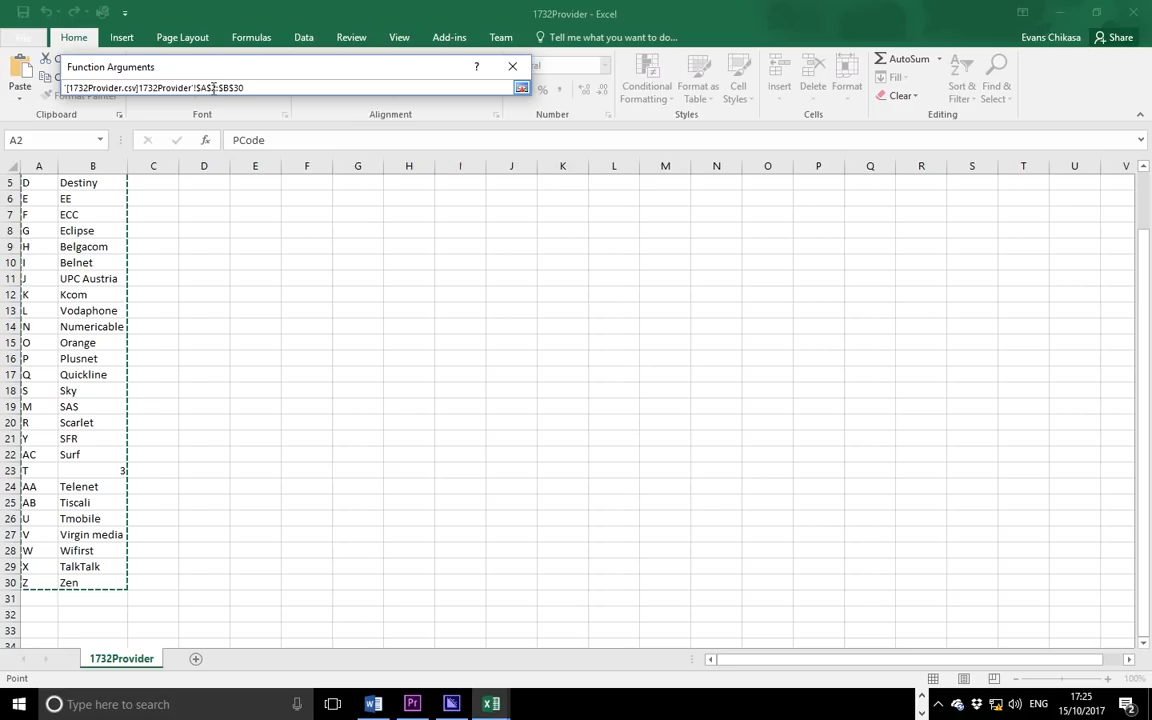 1732Provider - Excel
File Home Insert Page Layout Formulas Data Review View Add-ins Team Tell me what you want to do... Evans Chikasa Share
Function Arguments ?
'[1732Provider.csv]1732Provider'!$A$2:$B$30
Paste
Format Painter
Conditional Formatting
Format as Table
Cell Styles
Insert
Delete
Format
AutoSum
Clear
Sort & Filter
Find & Select
Clipboard Font Alignment Styles Cells Editing
A2 fx PCode
A B C D E F G H I J K L M N O P Q R S T U V
5 D Destiny
6 E EE
7 F ECC
8 G Eclipse
9 H Belgacom
10 I Belnet
11 J UPC Austria
12 K Kcom
13 L Vodaphone
14 N Numericable
15 O Orange
16 P Plusnet
17 Q Quickline
18 S Sky
19 M SAS
20 R Scarlet
21 Y SFR
22 AC Surf
23 T 3
24 AA Telenet
25 AB Tiscali
26 U Tmobile
27 V Virgin media
28 W Wifirst
29 X TalkTalk
30 Z Zen
31
32
33
34
1732Provider
Point 100%
Type here to search ENG 17:25
15/10/2017 2